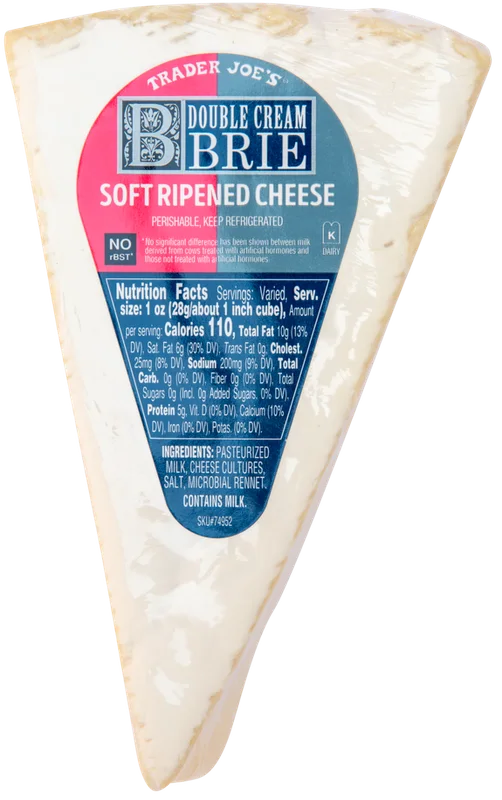 TRADER JOE'S
B DOUBLE CREAM
BRIE
SOFT RIPENED CHEESE
PERISHABLE, KEEP REFRIGERATED
NO
rBST*
*No significant difference has been shown between milk
derived from cows treated with artificial hormones and
those not treated with artificial hormones.
K
DAIRY
Nutrition Facts Servings: Varied, Serv.
size: 1 oz (28g/about 1 inch cube), Amount
per serving: Calories 110, Total Fat 10g (13%
DV), Sat. Fat 6g (30% DV), Trans Fat 0g, Cholest.
25mg (8% DV), Sodium 200mg (9% DV), Total
Carb. 0g (0% DV), Fiber 0g (0% DV), Total
Sugars 0g (Incl. 0g Added Sugars, 0% DV),
Protein 5g, Vit. D (0% DV), Calcium (10%
DV), Iron (0% DV), Potas. (0% DV).
INGREDIENTS: PASTEURIZED
MILK, CHEESE CULTURES,
SALT, MICROBIAL RENNET.
CONTAINS MILK.
SKU#74952